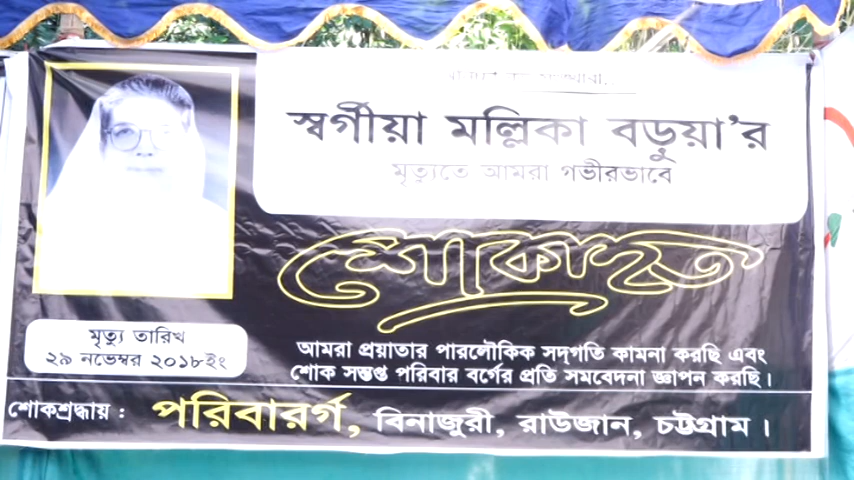 স্বর্গীয়া মল্লিকা বড়ুয়া'র
মৃত্যুতে আমরা গভীরভাবে
শোকাহত
মৃত্যু তারিখ
২৯ নভেম্বর ২০১৮ইং
আমরা প্রয়াতার পারলৌকিক সদ্‌গতি কামনা করছি এবং
শোক সন্তপ্ত পরিবার বর্গের প্রতি সমবেদনা জ্ঞাপন করছি।
শোকশ্রদ্ধায় : পরিবারর্গ, বিনাজুরী, রাউজান, চট্টগ্রাম।